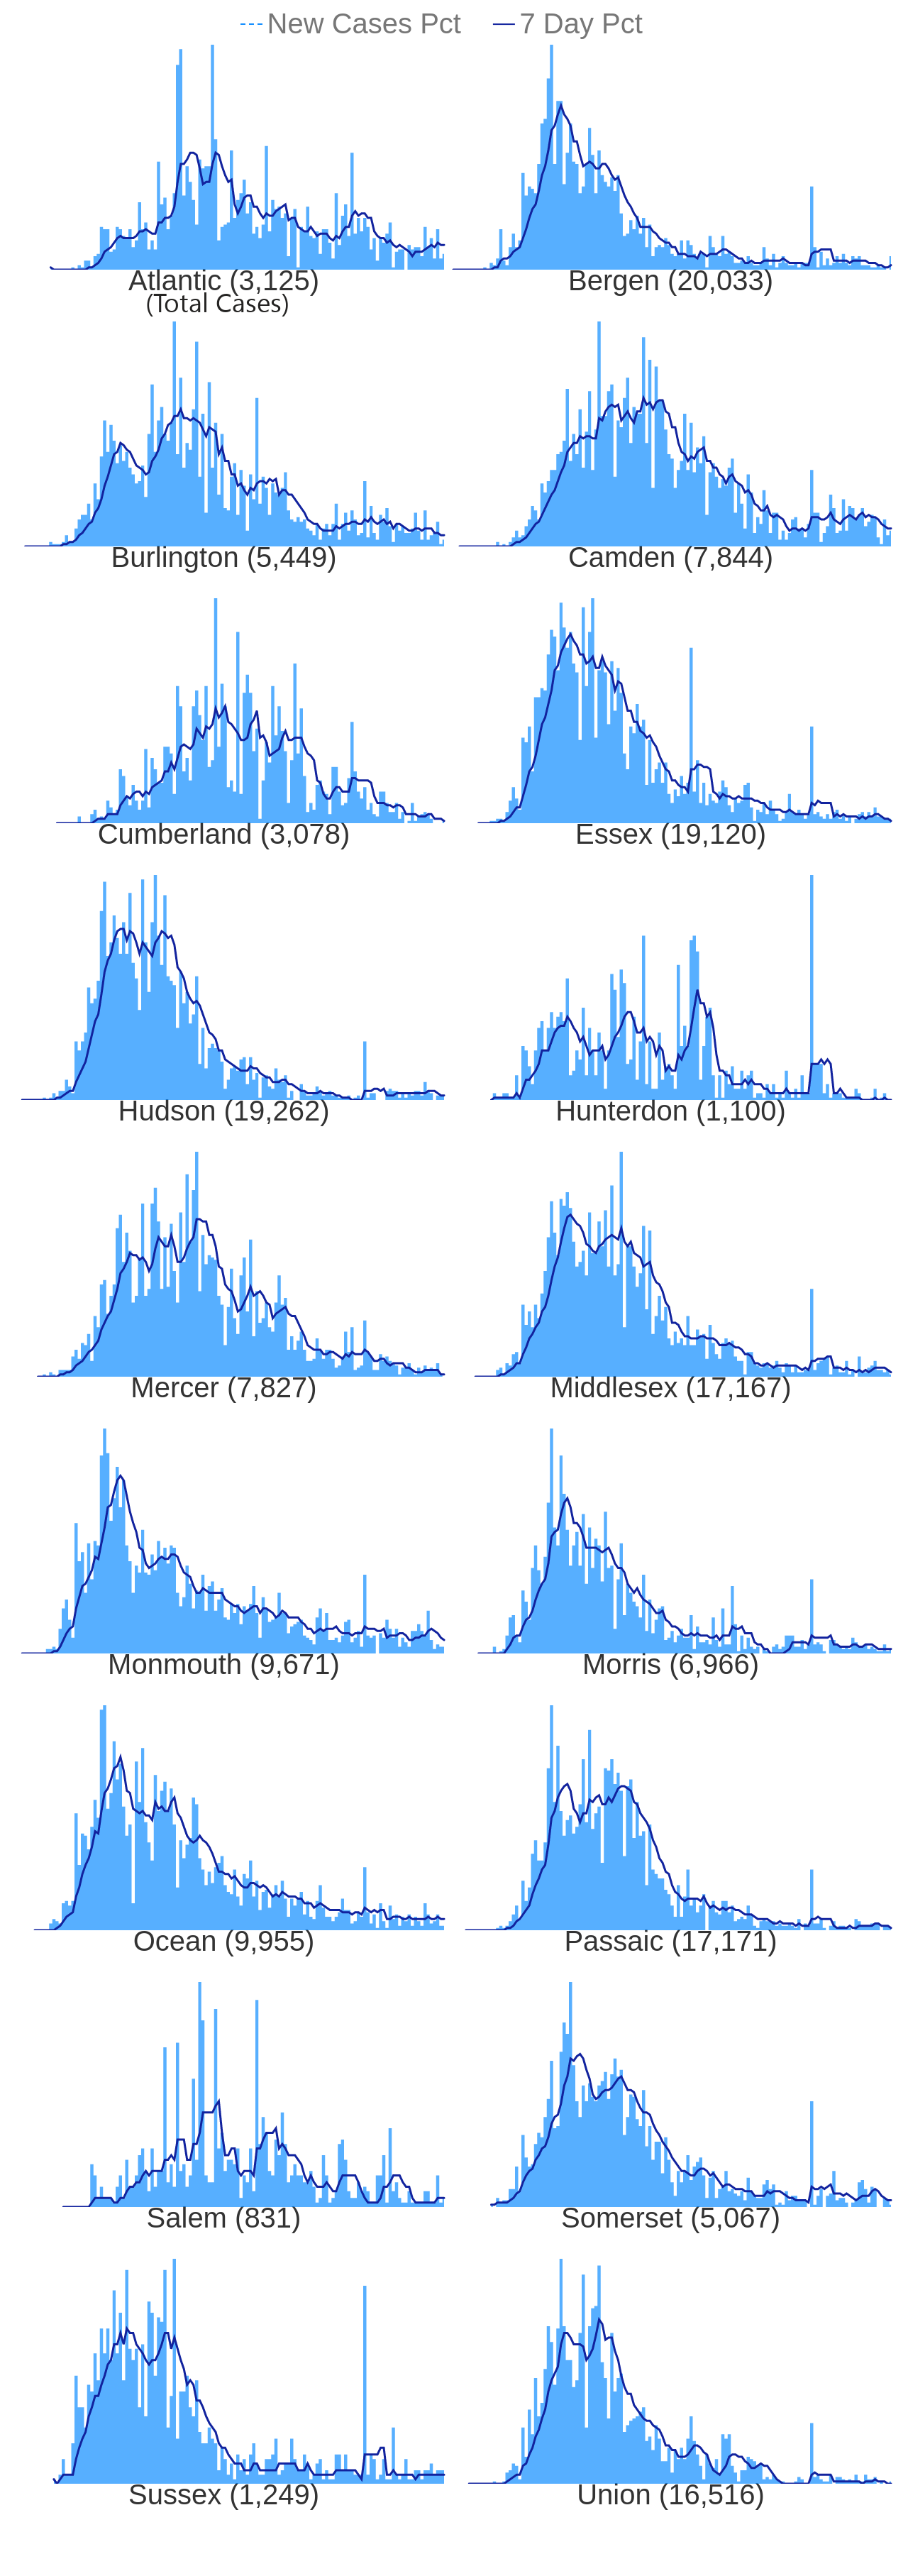 New Cases Pct 7 Day Pct
Atlantic (3,125) Bergen (20,033)
(Total Cases)
Burlington (5,449) Camden (7,844)
Cumberland (3,078) Essex (19,120)
Hudson (19,262) Hunterdon (1,100)
Mercer (7,827) Middlesex (17,167)
Monmouth (9,671) Morris (6,966)
Ocean (9,955) Passaic (17,171)
Salem (831) Somerset (5,067)
Sussex (1,249) Union (16,516)